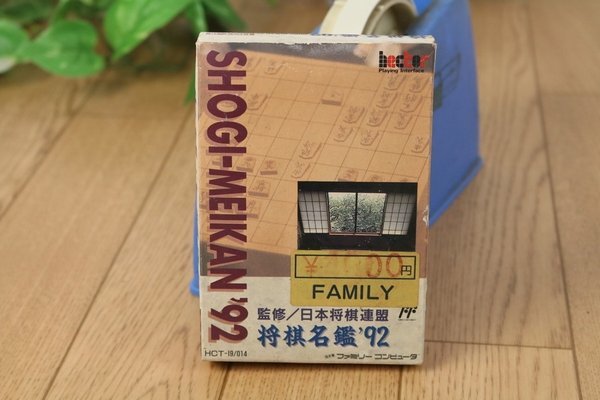 SHOGI-MEIKAN '92
hector
Playing Interface
円
FAMILY
監修/日本将棋連盟
将棋名鑑'92
HCT-19/014
ファミリー コンピュータ